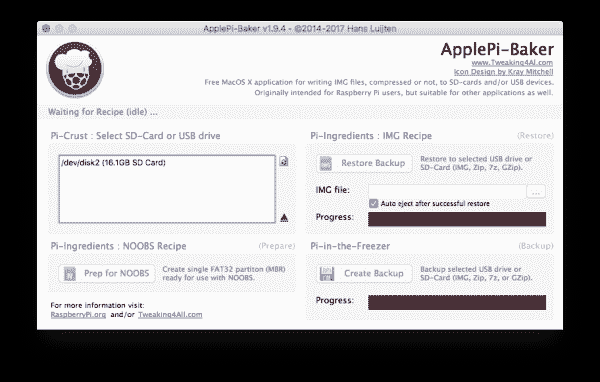 ApplePi-Baker v1.9.4 - ©2014-2017 Hans Luijten
ApplePi-Baker
www.Tweaking4All.com
Icon Design by Kray Mitchell
Free MacOS X application for writing IMG files, compressed or not, to SD-cards and/or USB devices.
Originally intended for Raspberry Pi users, but suitable for other applications as well.
Waiting for Recipe (idle) ...
Pi-Crust : Select SD-Card or USB drive
/dev/disk2 (16.1GB SD Card)
Pi-Ingredients : IMG Recipe (Restore)
Restore Backup
Restore to selected USB drive or
SD-Card (IMG, Zip, 7z, GZip).
IMG file: ...
Auto eject after successful restore
Progress:
Pi-Ingredients : NOOBS Recipe (Prepare)
Prep for NOOBS
Create single FAT32 partiton (MBR)
ready for use with NOOBS.
Pi-in-the-Freezer (Backup)
Create Backup
Backup selected USB drive or
SD-Card (IMG, Zip, 7z, or GZip).
Progress:
For more information visit:
RaspberryPi.org and/or Tweaking4All.com